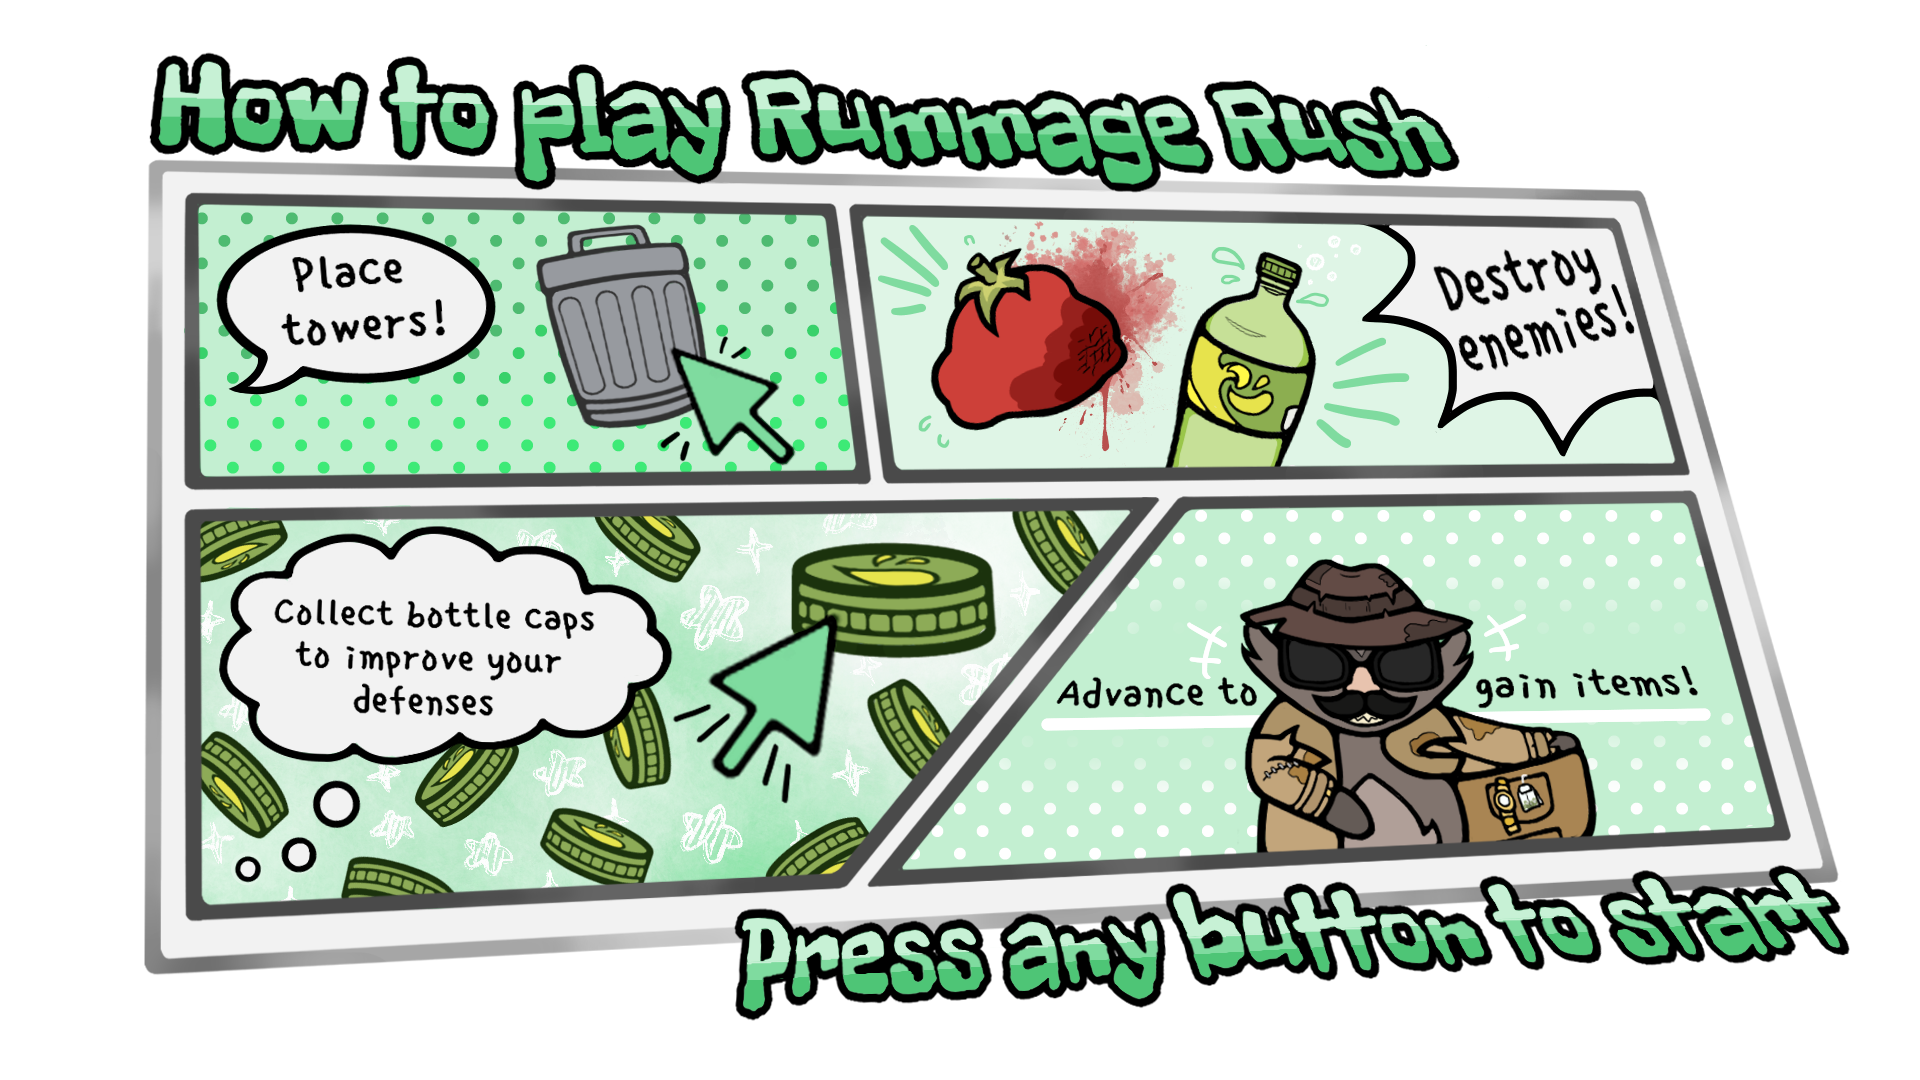 How to play Rummage Rush
Place
towers!
Destroy
enemies!
Collect bottle caps
to improve your
defenses
Advance to gain items!
Press any button to start